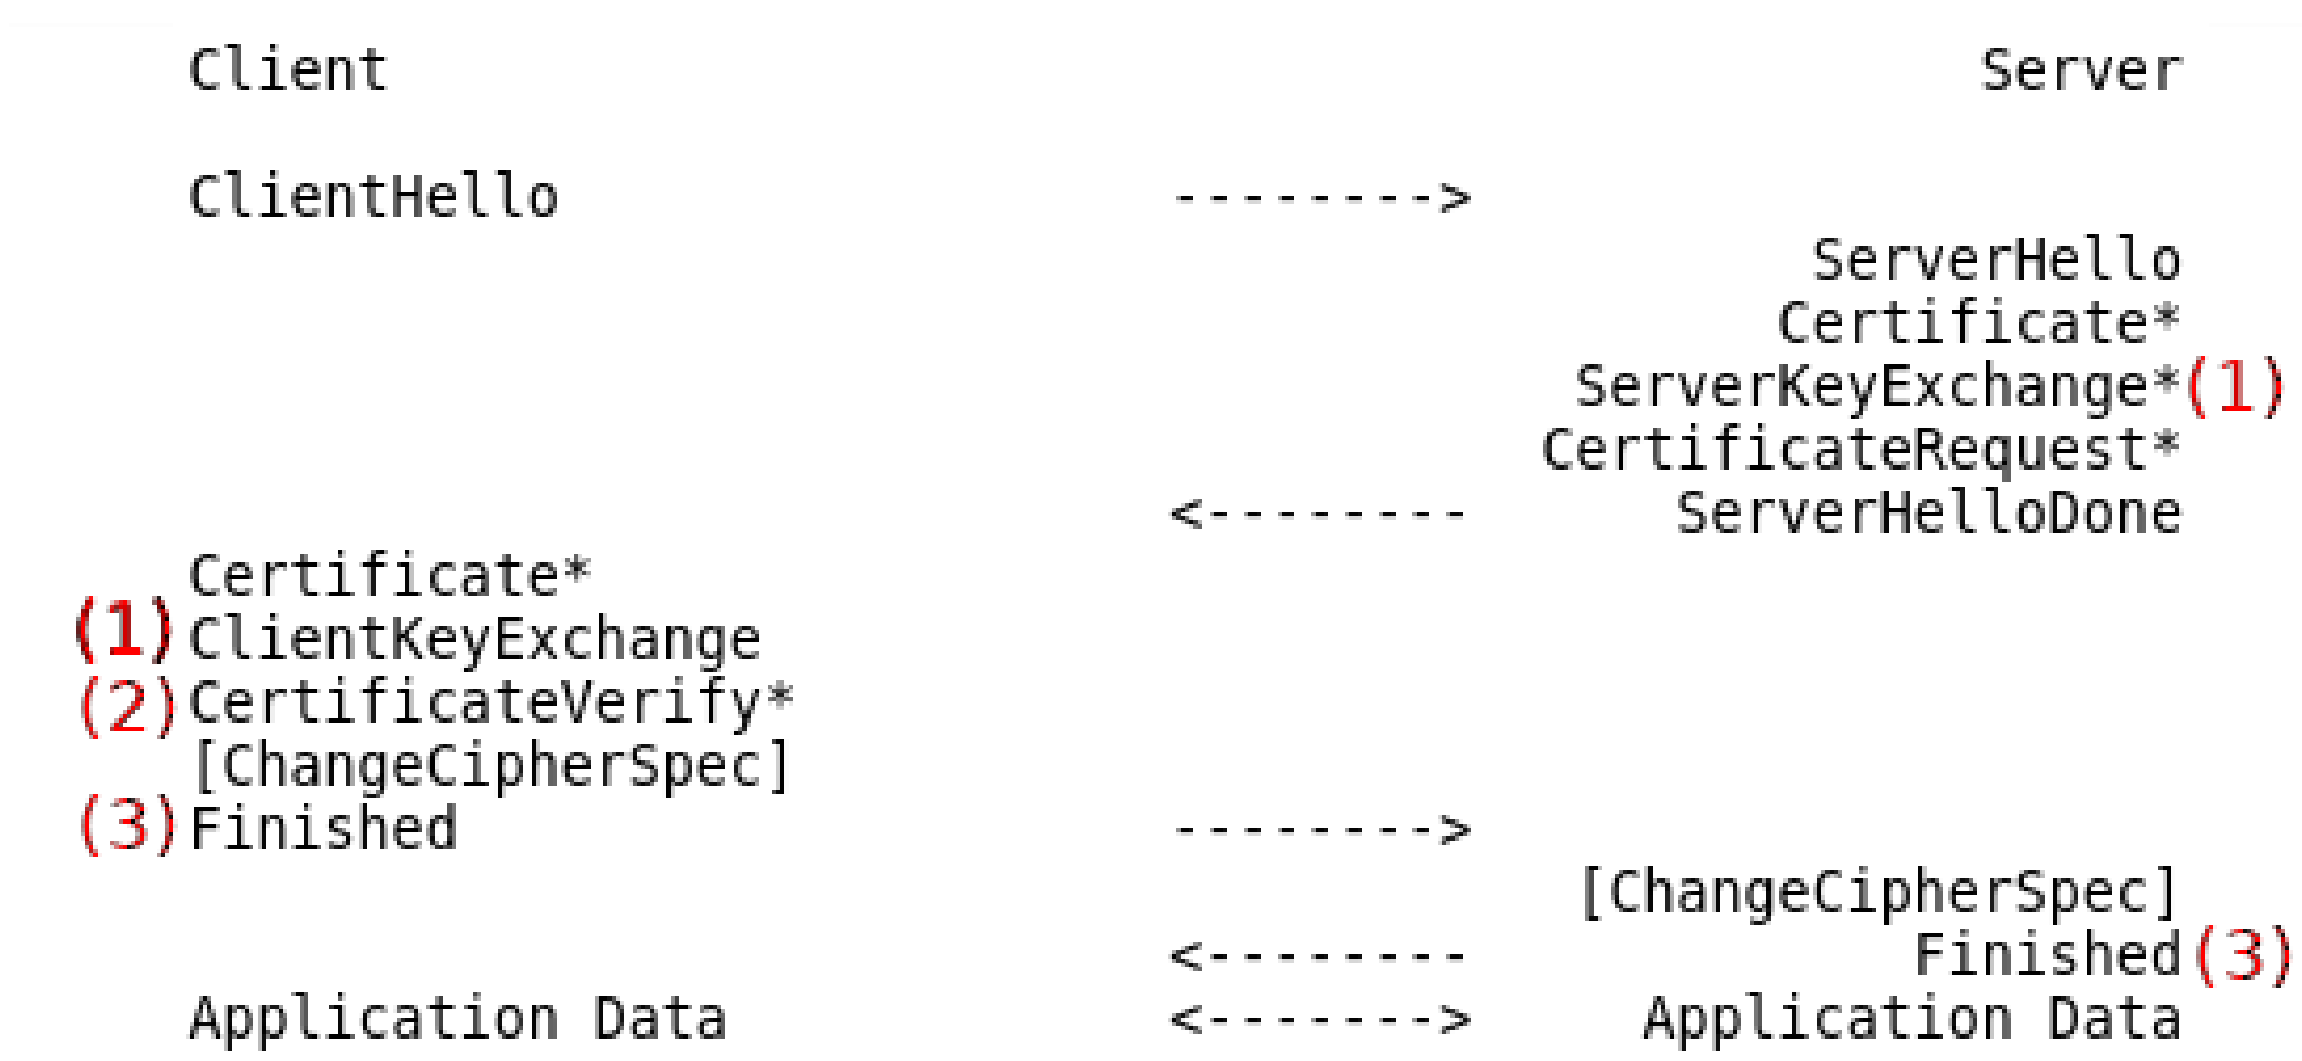 Client Server
ClientHello -------->
ServerHello
Certificate*
ServerKeyExchange*(1)
CertificateRequest*
<-------- ServerHelloDone
Certificate*
(1)ClientKeyExchange
(2)CertificateVerify*
[ChangeCipherSpec]
(3)Finished -------->
[ChangeCipherSpec]
<-------- Finished(3)
Application Data <-------> Application Data